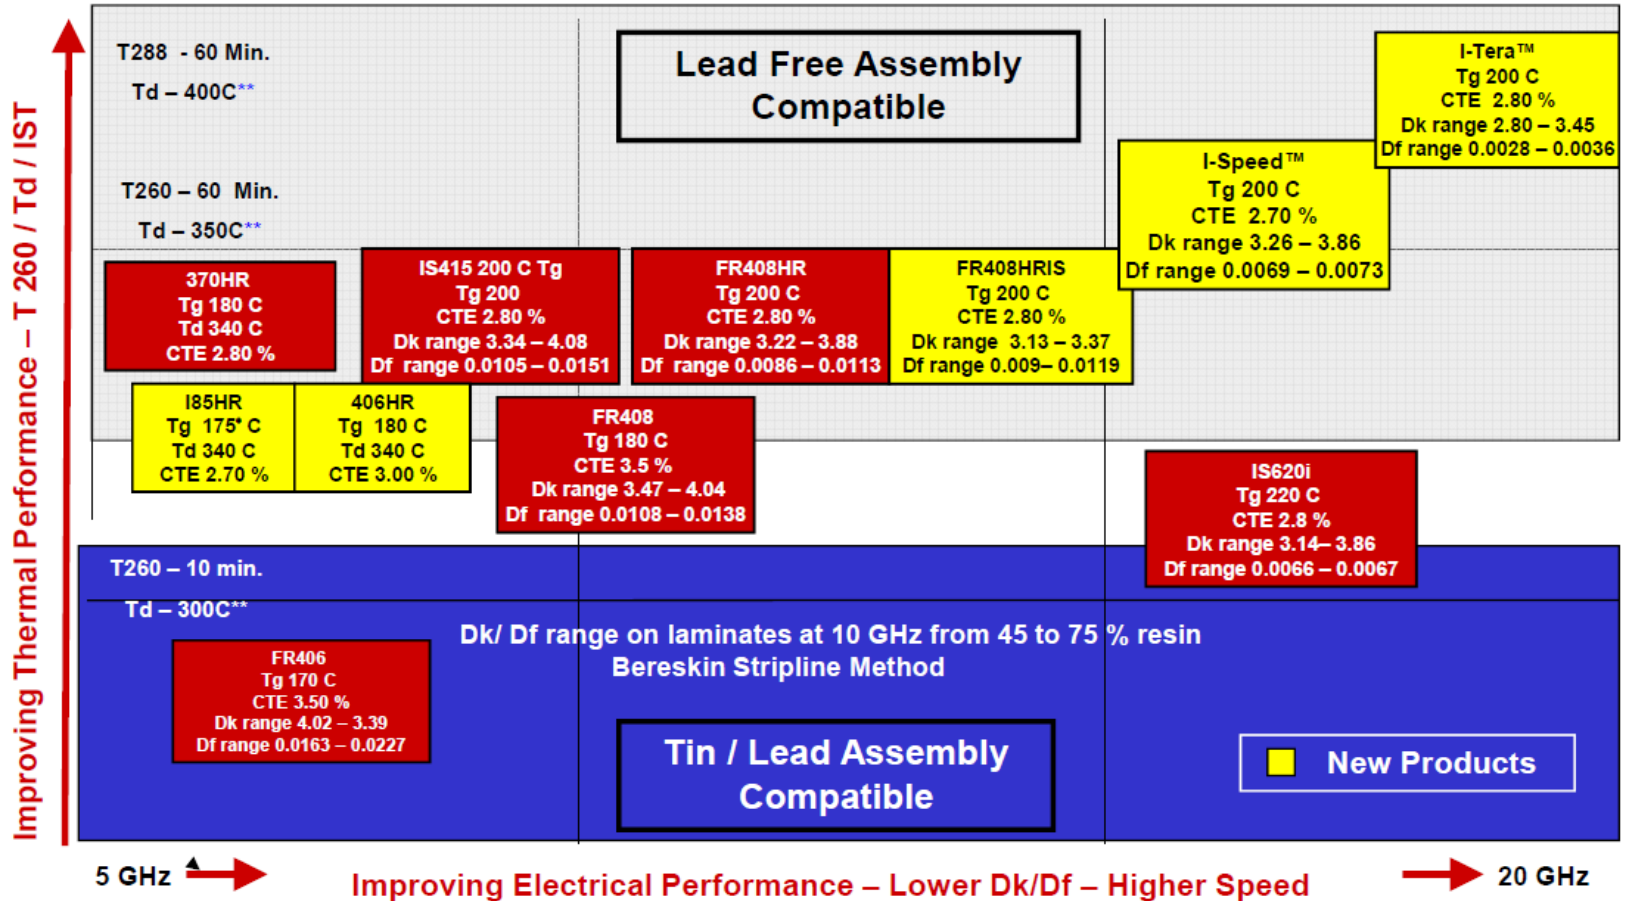 Improving Thermal Performance – T 260 / Td / IST
T288 - 60 Min.
Td – 400C**
Lead Free Assembly
Compatible
I-Tera™
Tg 200 C
CTE 2.80 %
Dk range 2.80 – 3.45
Df range 0.0028 – 0.0036
I-Speed™
Tg 200 C
CTE 2.70 %
Dk range 3.26 – 3.86
Df range 0.0069 – 0.0073
T260 – 60 Min.
Td – 350C**
370HR
Tg 180 C
Td 340 C
CTE 2.80 %
IS415 200 C Tg
Tg 200
CTE 2.80 %
Dk range 3.34 – 4.08
Df range 0.0105 – 0.0151
FR408HR
Tg 200 C
CTE 2.80 %
Dk range 3.22 – 3.88
Df range 0.0086 – 0.0113
FR408HRIS
Tg 200 C
CTE 2.80 %
Dk range 3.13 – 3.37
Df range 0.009– 0.0119
I85HR
Tg 175* C
Td 340 C
CTE 2.70 %
406HR
Tg 180 C
Td 340 C
CTE 3.00 %
FR408
Tg 180 C
CTE 3.5 %
Dk range 3.47 – 4.04
Df range 0.0108 – 0.0138
IS620i
Tg 220 C
CTE 2.8 %
Dk range 3.14– 3.86
Df range 0.0066 – 0.0067
T260 – 10 min.
Td – 300C**
Dk/ Df range on laminates at 10 GHz from 45 to 75 % resin
Bereskin Stripline Method
FR406
Tg 170 C
CTE 3.50 %
Dk range 4.02 – 3.39
Df range 0.0163 – 0.0227
Tin / Lead Assembly
Compatible
New Products
5 GHz
Improving Electrical Performance – Lower Dk/Df – Higher Speed
20 GHz